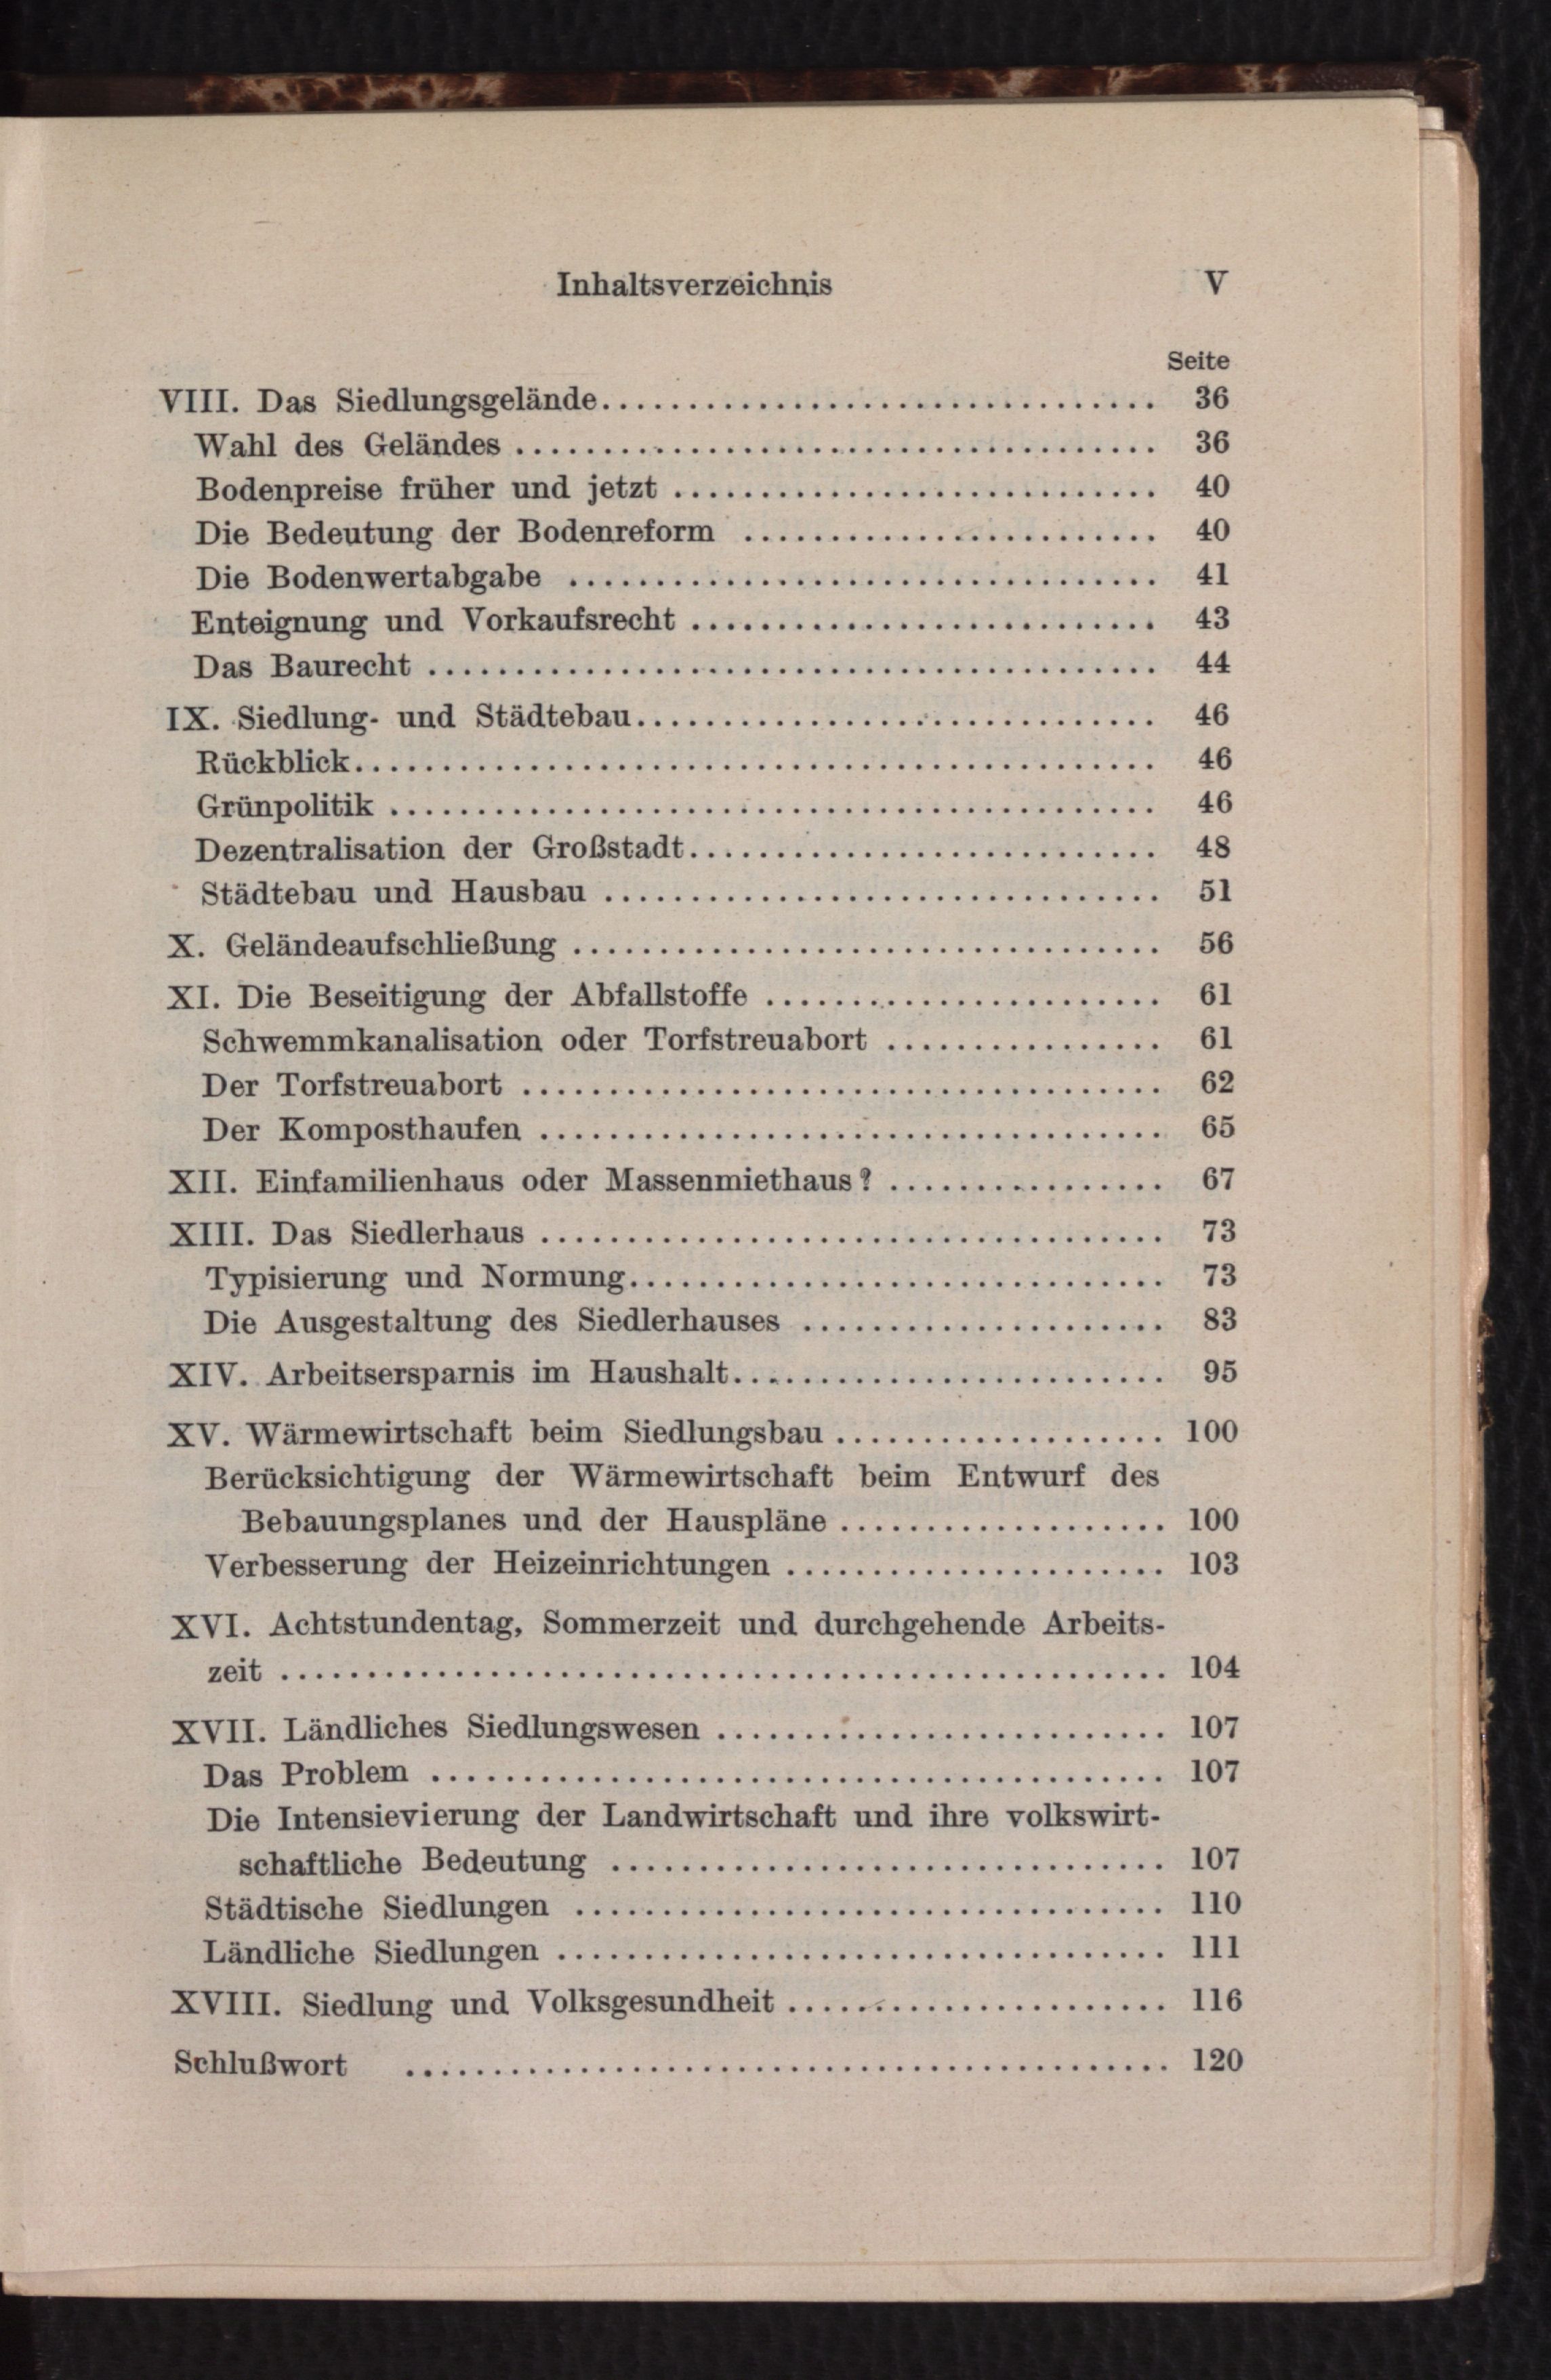 Inhaltsverzeichnis V
Seite
VIII. Das Siedlungsgelände................................ 36
Wahl des Geländes ..................................... 36
Bodenpreise früher und jetzt ............................ 40
Die Bedeutung der Bodenreform ........................ 40
Die Bodenwertabgabe .................................. 41
Enteignung und Vorkaufsrecht ........................... 43
Das Baurecht .......................................... 44
IX. Siedlung- und Städtebau.............................. 46
Rückblick.............................................. 46
Grünpolitik ............................................ 46
Dezentralisation der Großstadt........................... 48
Städtebau und Hausbau ................................ 51
X. Geländeaufschließung .................................. 56
XI. Die Beseitigung der Abfallstoffe ....................... 61
Schwemmkanalisation oder Torfstreuabort ................ 61
Der Torfstreuabort ..................................... 62
Der Komposthaufen .................................... 65
XII. Einfamilienhaus oder Massenmiethaus? ................ 67
XIII. Das Siedlerhaus .................................... 73
Typisierung und Normung............................... 73
Die Ausgestaltung des Siedlerhauses ..................... 83
XIV. Arbeitsersparnis im Haushalt......................... 95
XV. Wärmewirtschaft beim Siedlungsbau ................... 100
Berücksichtigung der Wärmewirtschaft beim Entwurf des
Bebauungsplanes und der Hauspläne ................... 100
Verbesserung der Heizeinrichtungen ...................... 103
XVI. Achtstundentag, Sommerzeit und durchgehende Arbeits-
zeit .................................................. 104
XVII. Ländliches Siedlungswesen .......................... 107
Das Problem .......................................... 107
Die Intensievierung der Landwirtschaft und ihre volkswirt-
schaftliche Bedeutung ................................ 107
Städtische Siedlungen .................................. 110
Ländliche Siedlungen ................................... 111
XVIII. Siedlung und Volksgesundheit ...................... 116
Schlußwort ............................................ 120